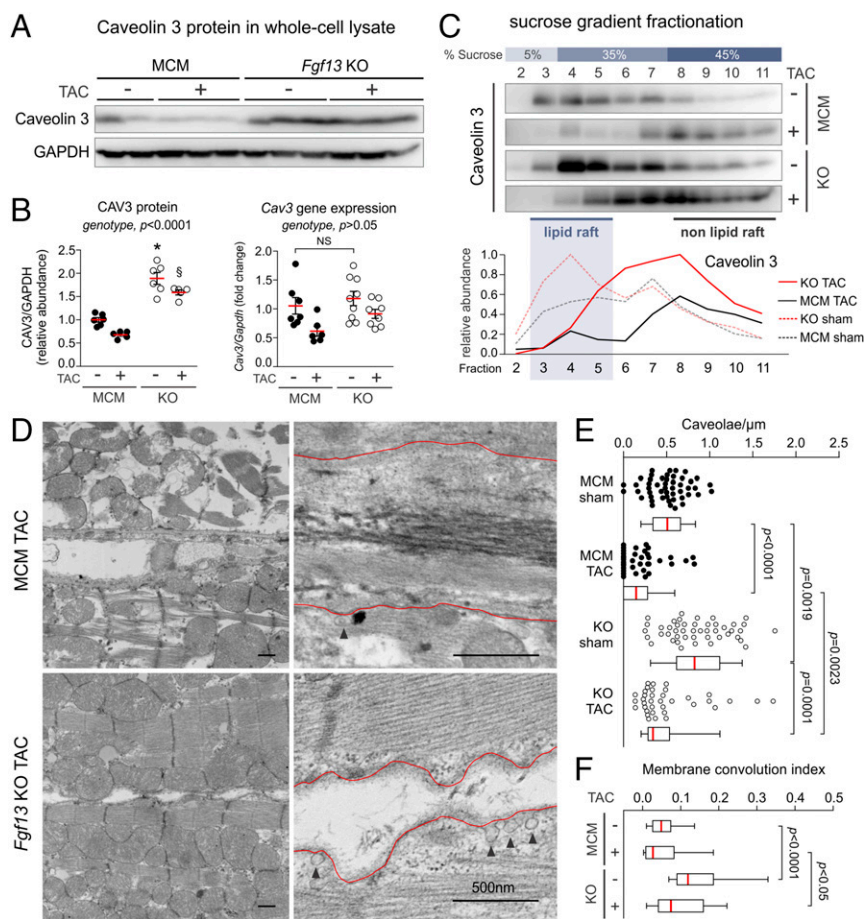 A
Caveolin 3 protein in whole-cell lysate
MCM Fgf13 KO
TAC - + - +
Caveolin 3
GAPDH
B
CAV3 protein
genotype, p<0.0001
CAV3/GAPDH
(relative abundance)
2.5
2.0
1.5
1.0
0.5
0.0
*
§
- + - +
TAC
MCM KO
Cav3 gene expression
genotype, p>0.05
NS
Cav3/Gapdh (fold change)
2.0
1.5
1.0
0.5
0.0
- + - +
TAC
MCM KO
C
sucrose gradient fractionation
% Sucrose 5% 35% 45%
2 3 4 5 6 7 8 9 10 11 TAC
Caveolin 3
-
+
MCM
-
+
KO
lipid raft non lipid raft
Caveolin 3
relative abundance
1.0
0.8
0.6
0.4
0.2
0.0
KO TAC
MCM TAC
KO sham
MCM sham
Fraction 2 3 4 5 6 7 8 9 10 11
D
MCM TAC
Fgf13 KO TAC
500nm
E
Caveolae/μm
0.0 0.5 1.0 1.5 2.0 2.5
MCM
sham
MCM
TAC
KO
sham
KO
TAC
p<0.0001
p=0.0019
p=0.0023
p=0.0001
F
Membrane convolution index
TAC 0.0 0.1 0.2 0.3 0.4 0.5
MCM
-
+
KO
-
+
p<0.0001
p<0.05